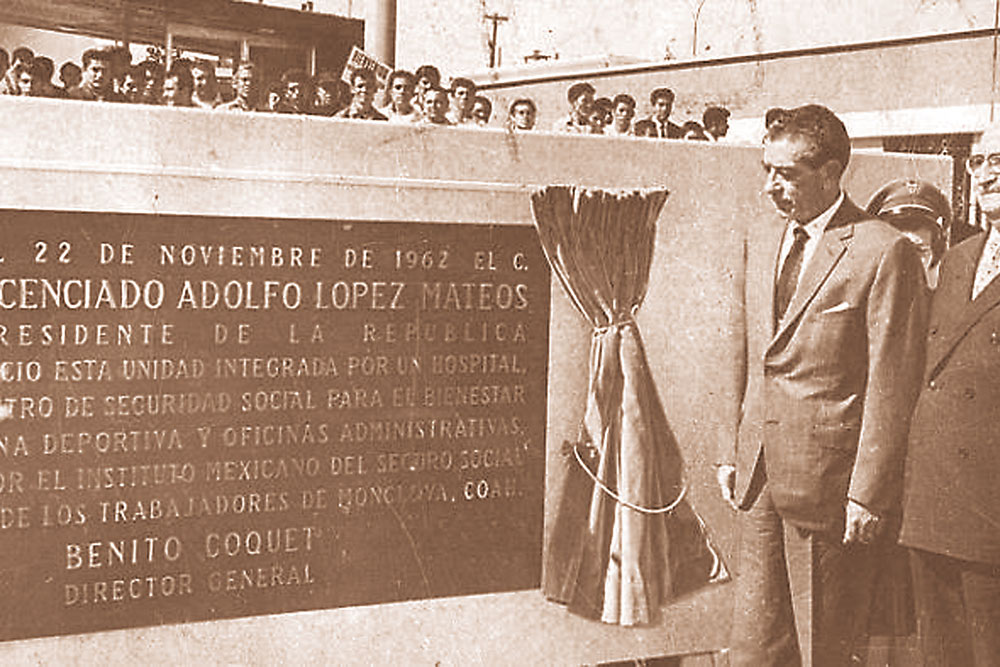 L 22 DE NOVIEMBRE DE 1962 EL C.
CENCIADO ADOLFO LOPEZ MATEOS
RESIDENTE DE LA REPUBLICA
CIO ESTA UNIDAD INTEGRADA POR UN HOSPITAL,
TRO DE SEGURIDAD SOCIAL PARA EL BIENESTAR
NA DEPORTIVA Y OFICINAS ADMINISTRATIVAS,
OR EL INSTITUTO MEXICANO DEL SEGURO SOCIAL
DE LOS TRABAJADORES DE MONCLOVA, COAH.
BENITO COQUET
DIRECTOR GENERAL